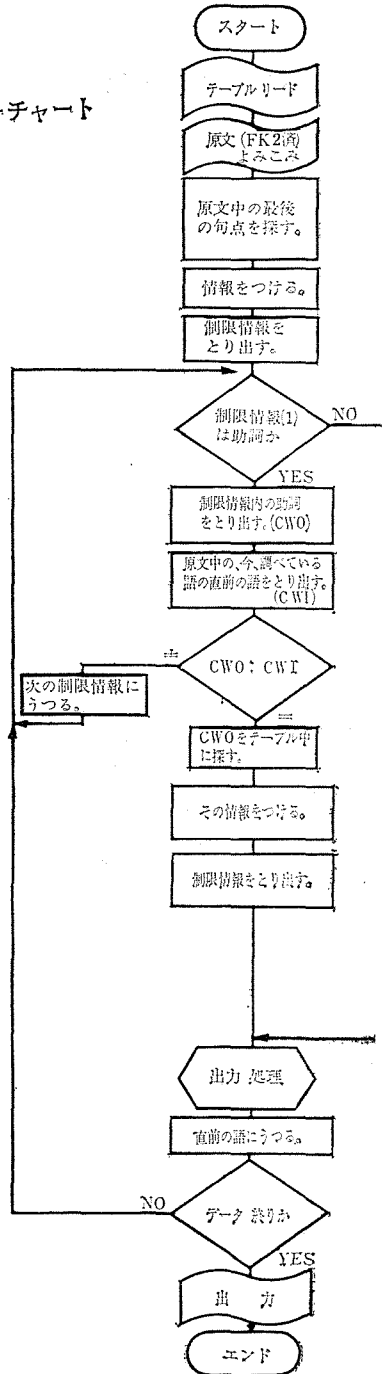 スタート
チャート
テーブルリード
原文(FK2済)
よみこみ
原文中の最後
の句点を探す。
情報をつける。
制限情報を
とり出す。
制限情報(1)
は助詞か
NO
YES
制限情報内の助詞
をとり出す。(CWO)
原文中の、今、調べている
語の直前の語をとり出す。
(CWI)
CWO : CWI
≠
次の制限情報に
うつる。
=
CWOをテーブル中
に探す。
その情報をつける。
制限情報をとり出す。
出力 処理
直前の語にうつる。
NO
データ 終りか
YES
出 力
エンド